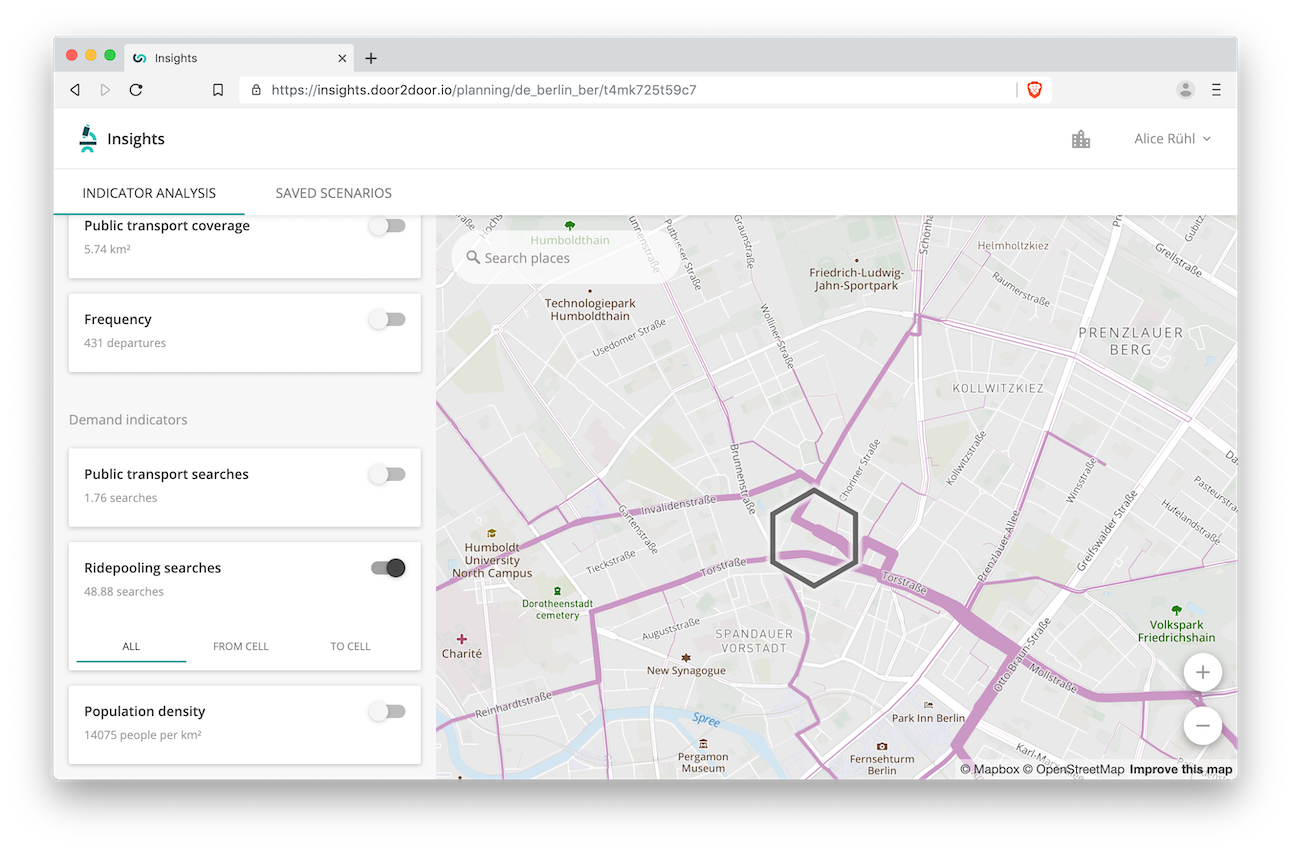 Insights
https://insights.door2door.io/planning/de_berlin_ber/t4mk725t59c7
Insights
Alice Rühl
INDICATOR ANALYSIS
SAVED SCENARIOS
Public transport coverage
5.74 km²
Frequency
431 departures
Demand indicators
Public transport searches
1.76 searches
Ridepooling searches
48.88 searches
ALL
FROM CELL
TO CELL
Population density
14075 people per km²
Search places
Humboldthain
Putbusser Straße
Graunstraße
Helmholtzkiez
Gubitz
Grellstraße
Friedrich-Ludwig-
Jahn-Sportpark
Raumerstraße
Technologiepark
Humboldthain
Usedomer Straße
Wolliner-Straße
PRENZLAUER
BERG
KOLLWITZKIEZ
Brunnenstraße
Choriner Straße
Kollwitzstraße
Winsstraße
Pasteurstra
Hufelandstraße
Greifswalder Straße
Prenzlauer Allee
Invalidenstraße
Gartenstraße
Humboldt
University
North Campus
Tieckstraße
Torstraße
Torstraße
Dorotheenstadt
cemetery
Auguststraße
SPANDAUER
VORSTADT
Volkspark
Friedrichshain
Charité
New Synagogue
Otto-Braun-Straße
Mollstraße
Reinhardtstraße
Spree
Park Inn Berlin
Pergamon
Museum
Fernsehturm
Berlin
© Mapbox © OpenStreetMap Improve this map